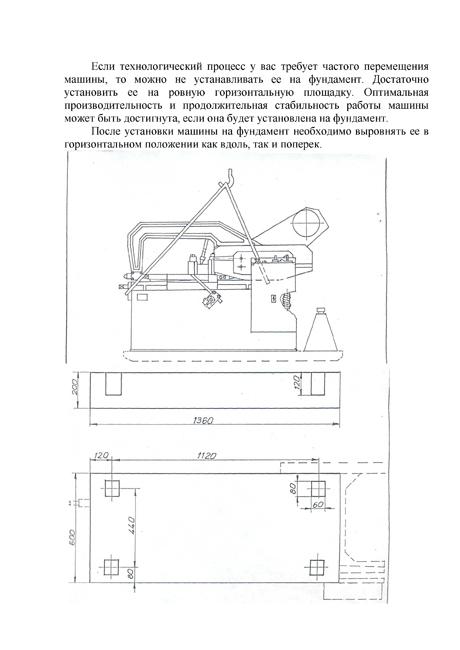 Если технологический процесс у вас требует частого перемещения
машины, то можно не устанавливать ее на фундамент. Достаточно
установить ее на ровную горизонтальную площадку. Оптимальная
производительность и продолжительная стабильность работы машины
может быть достигнута, если она будет установлена на фундамент.
После установки машины на фундамент необходимо выровнять ее в
горизонтальном положении как вдоль, так и поперек.
200
120
1360
120
1120
80
60
440
600
80